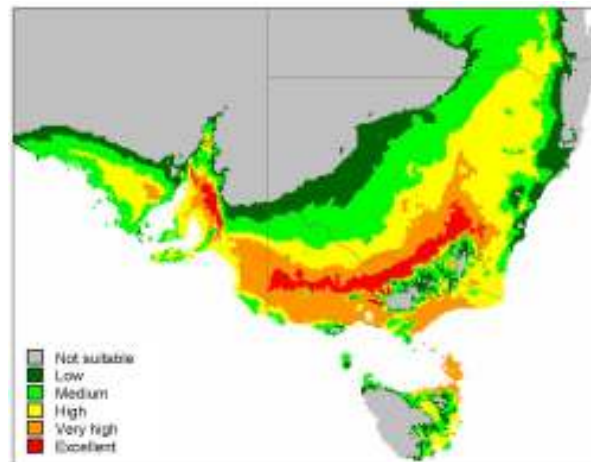 Not suitable
Low
Medium
High
Very high
Excellent